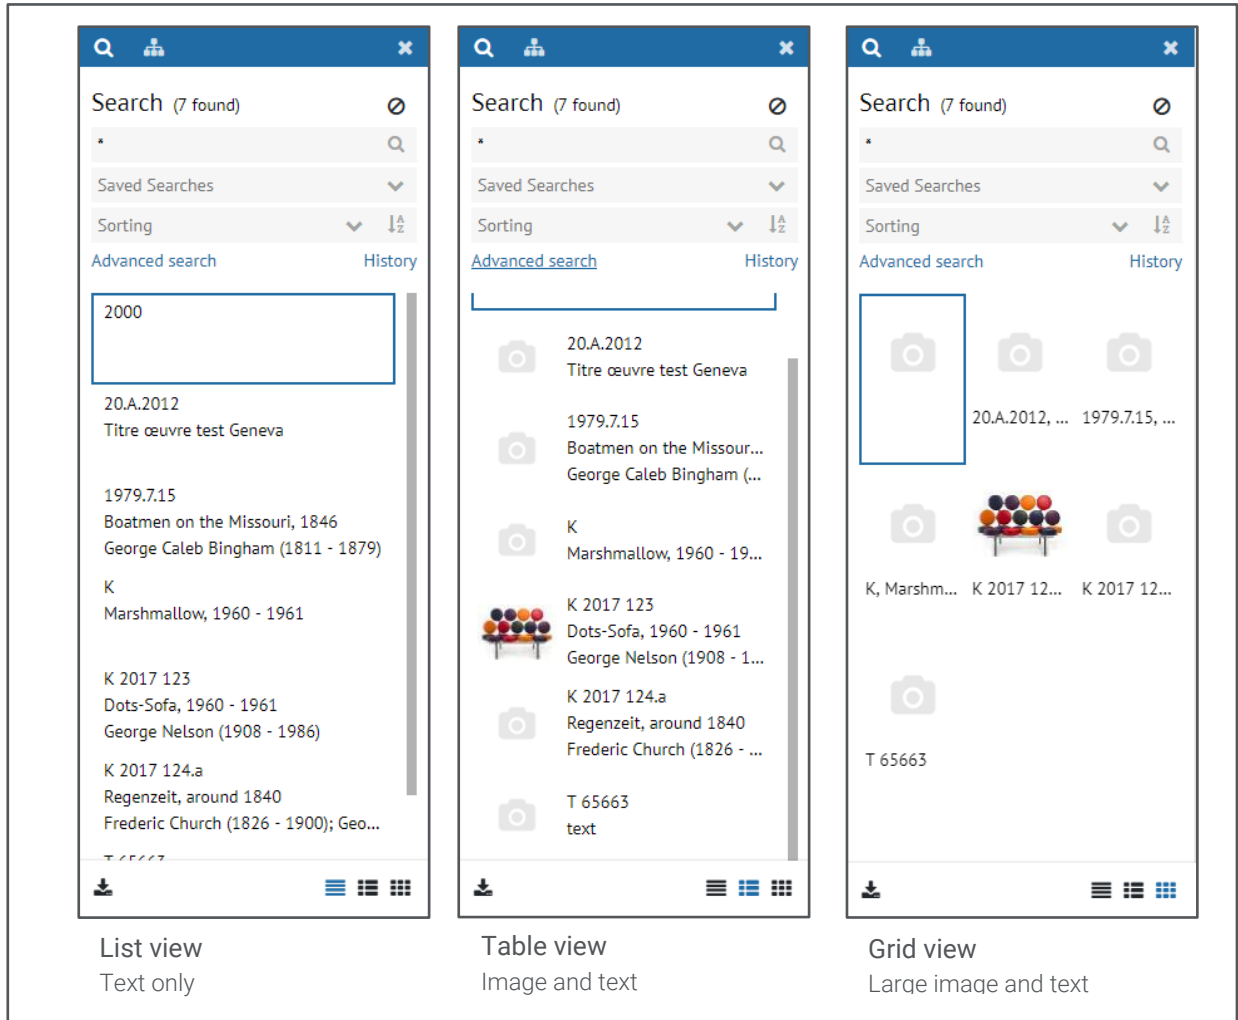 Search (7 found)
*
Saved Searches
Sorting
Advanced search History
2000
20.A.2012
Titre œuvre test Geneva
1979.7.15
Boatmen on the Missouri, 1846
George Caleb Bingham (1811 - 1879)
K
Marshmallow, 1960 - 1961
K 2017 123
Dots-Sofa, 1960 - 1961
George Nelson (1908 - 1986)
K 2017 124.a
Regenzeit, around 1840
Frederic Church (1826 - 1900); Geo...
T 65663
List view
Text only
Search (7 found)
*
Saved Searches
Sorting
Advanced search History
20.A.2012
Titre œuvre test Geneva
1979.7.15
Boatmen on the Missour...
George Caleb Bingham (...
K
Marshmallow, 1960 - 19...
K 2017 123
Dots-Sofa, 1960 - 1961
George Nelson (1908 - 1...
K 2017 124.a
Regenzeit, around 1840
Frederic Church (1826 - ...
T 65663
text
Table view
Image and text
Search (7 found)
*
Saved Searches
Sorting
Advanced search History
20.A.2012, ... 1979.7.15, ...
K, Marshm... K 2017 12... K 2017 12...
T 65663
Grid view
Large image and text